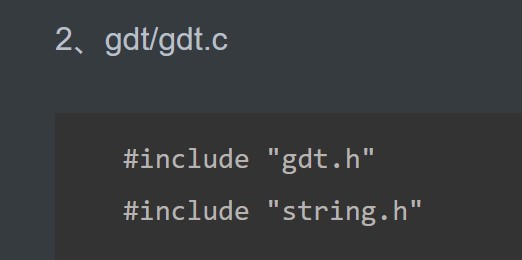 2、gdt/gdt.c
#include "gdt.h"
#include "string.h"